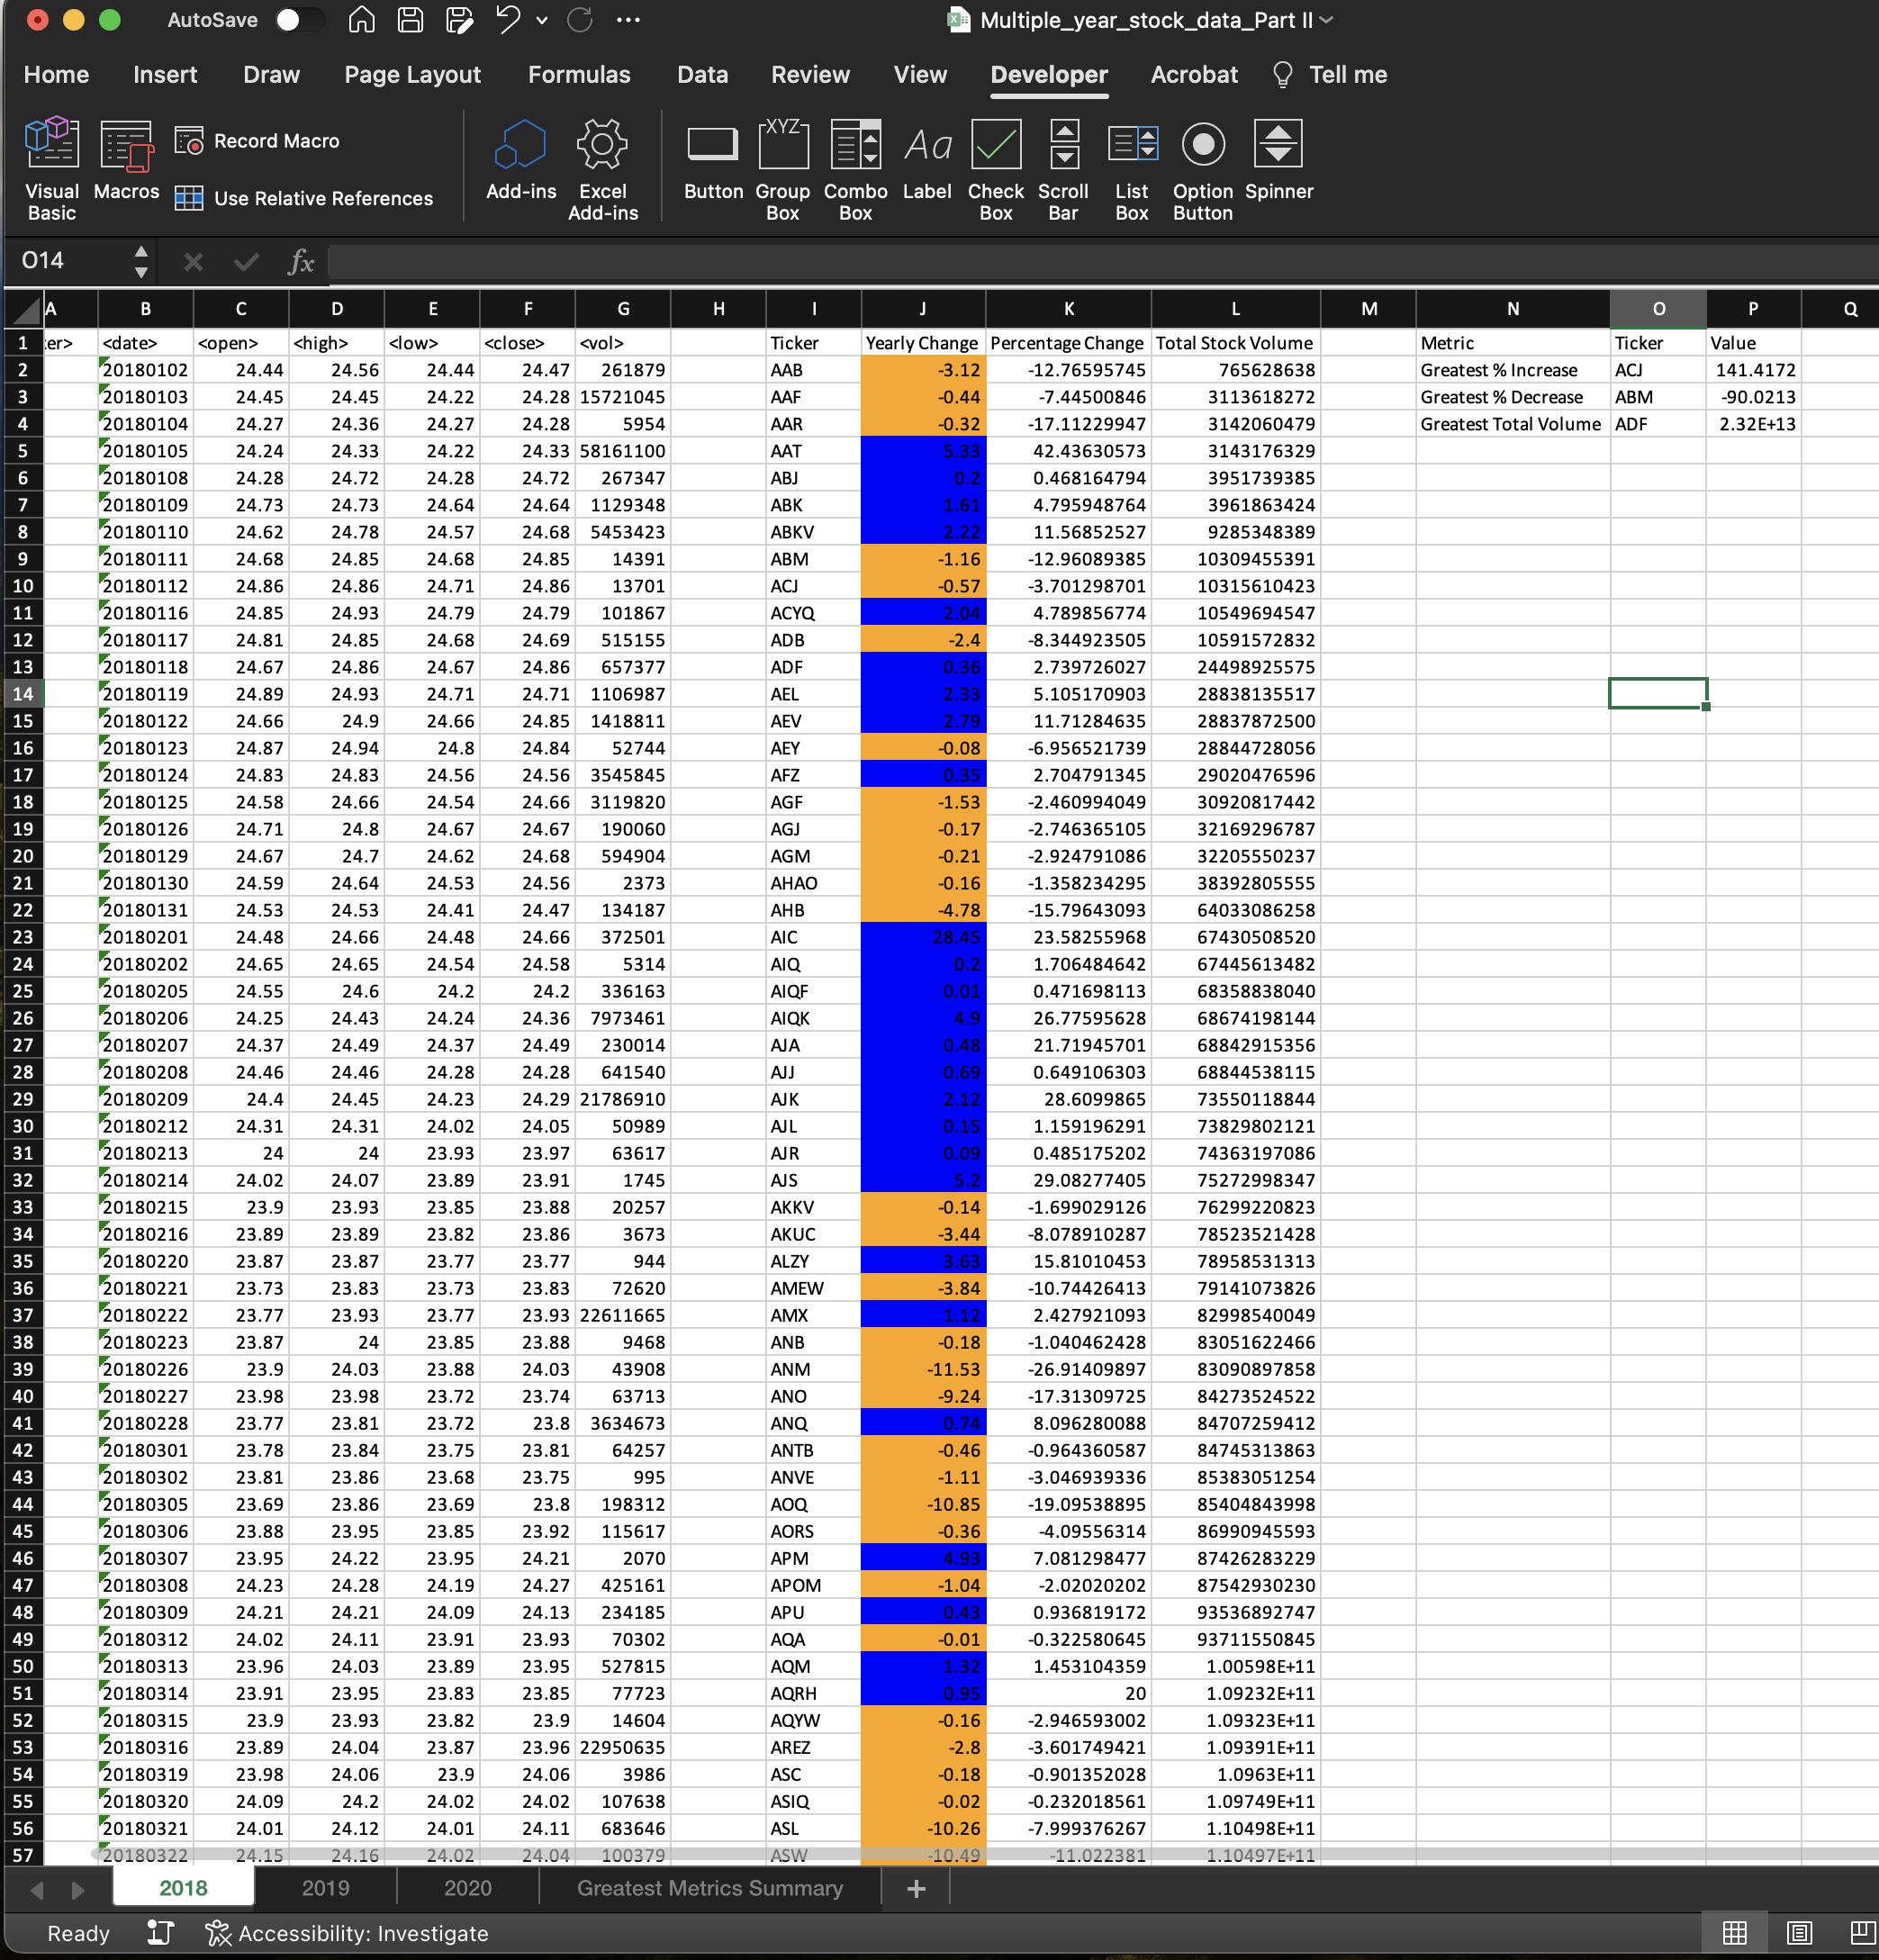 AutoSave
Multiple_year_stock_data_Part II
Home Insert Draw Page Layout Formulas Data Review View Developer Acrobat Tell me
Visual Basic Macros Record Macro Use Relative References Add-ins Excel Add-ins Button Group Box Combo Box Label Check Box Scroll Bar List Box Option Button Spinner
XYZ Aa
O14 fx
A B C D E F G H I J K L M N O P Q
1 er> <date> <open> <high> <low> <close> <vol> Ticker Yearly Change Percentage Change Total Stock Volume Metric Ticker Value
2 20180102 24.44 24.56 24.44 24.47 261879 AAB -3.12 -12.76595745 765628638 Greatest % Increase ACJ 141.4172
3 20180103 24.45 24.45 24.22 24.28 15721045 AAF -0.44 -7.44500846 3113618272 Greatest % Decrease ABM -90.0213
4 20180104 24.27 24.36 24.27 24.28 5954 AAR -0.32 -17.11229947 3142060479 Greatest Total Volume ADF 2.32E+13
5 20180105 24.24 24.33 24.22 24.33 58161100 AAT 5.33 42.43630573 3143176329
6 20180108 24.28 24.72 24.28 24.72 267347 ABJ 0.2 0.468164794 3951739385
7 20180109 24.73 24.73 24.64 24.64 1129348 ABK 1.61 4.795948764 3961863424
8 20180110 24.62 24.78 24.57 24.68 5453423 ABKV 2.22 11.56852527 9285348389
9 20180111 24.68 24.85 24.68 24.85 14391 ABM -1.16 -12.96089385 10309455391
10 20180112 24.86 24.86 24.71 24.86 13701 ACJ -0.57 -3.701298701 10315610423
11 20180116 24.85 24.93 24.79 24.79 101867 ACYQ 2.04 4.789856774 10549694547
12 20180117 24.81 24.85 24.68 24.69 515155 ADB -2.4 -8.344923505 10591572832
13 20180118 24.67 24.86 24.67 24.86 657377 ADF 0.36 2.739726027 24498925575
14 20180119 24.89 24.93 24.71 24.71 1106987 AEL 2.33 5.105170903 28838135517
15 20180122 24.66 24.9 24.66 24.85 1418811 AEV 2.79 11.71284635 28837872500
16 20180123 24.87 24.94 24.8 24.84 52744 AEY -0.08 -6.956521739 28844728056
17 20180124 24.83 24.83 24.56 24.56 3545845 AFZ 0.35 2.704791345 29020476596
18 20180125 24.58 24.66 24.54 24.66 3119820 AGF -1.53 -2.460994049 30920817442
19 20180126 24.71 24.8 24.67 24.67 190060 AGJ -0.17 -2.746365105 32169296787
20 20180129 24.67 24.7 24.62 24.68 594904 AGM -0.21 -2.924791086 32205550237
21 20180130 24.59 24.64 24.53 24.56 2373 AHAO -0.16 -1.358234295 38392805555
22 20180131 24.53 24.53 24.41 24.47 134187 AHB -4.78 -15.79643093 64033086258
23 20180201 24.48 24.66 24.48 24.66 372501 AIC 28.45 23.58255968 67430508520
24 20180202 24.65 24.65 24.54 24.58 5314 AIQ 0.2 1.706484642 67445613482
25 20180205 24.55 24.6 24.2 24.2 336163 AIQF 0.01 0.471698113 68358838040
26 20180206 24.25 24.43 24.24 24.36 7973461 AIQK 4.9 26.77595628 68674198144
27 20180207 24.37 24.49 24.37 24.49 230014 AJA 0.48 21.71945701 68842915356
28 20180208 24.46 24.46 24.28 24.28 641540 AJJ 0.69 0.649106303 68844538115
29 20180209 24.4 24.45 24.23 24.29 21786910 AJK 2.12 28.6099865 73550118844
30 20180212 24.31 24.31 24.02 24.05 50989 AJL 0.15 1.159196291 73829802121
31 20180213 24 24 23.93 23.97 63617 AJR 0.09 0.485175202 74363197086
32 20180214 24.02 24.07 23.89 23.91 1745 AJS 5.2 29.08277405 75272998347
33 20180215 23.9 23.93 23.85 23.88 20257 AKKV -0.14 -1.699029126 76299220823
34 20180216 23.89 23.89 23.82 23.86 3673 AKUC -3.44 -8.078910287 78523521428
35 20180220 23.87 23.87 23.77 23.77 944 ALZY 3.63 15.81010453 78958531313
36 20180221 23.73 23.83 23.73 23.83 72620 AMEW -3.84 -10.74426413 79141073826
37 20180222 23.77 23.93 23.77 23.93 22611665 AMX 1.12 2.427921093 82998540049
38 20180223 23.87 24 23.85 23.88 9468 ANB -0.18 -1.040462428 83051622466
39 20180226 23.9 24.03 23.88 24.03 43908 ANM -11.53 -26.91409897 83090897858
40 20180227 23.98 23.98 23.72 23.74 63713 ANO -9.24 -17.31309725 84273524522
41 20180228 23.77 23.81 23.72 23.8 3634673 ANQ 0.74 8.096280088 84707259412
42 20180301 23.78 23.84 23.75 23.81 64257 ANTB -0.46 -0.964360587 84745313863
43 20180302 23.81 23.86 23.68 23.75 995 ANVE -1.11 -3.046939336 85383051254
44 20180305 23.69 23.86 23.69 23.8 198312 AOQ -10.85 -19.09538895 85404843998
45 20180306 23.88 23.95 23.85 23.92 115617 AORS -0.36 -4.09556314 86990945593
46 20180307 23.95 24.22 23.95 24.21 2070 APM 4.93 7.081298477 87426283229
47 20180308 24.23 24.28 24.19 24.27 425161 APOM -1.04 -2.02020202 87542930230
48 20180309 24.21 24.21 24.09 24.13 234185 APU 0.43 0.936819172 93536892747
49 20180312 24.02 24.11 23.91 23.93 70302 AQA -0.01 -0.322580645 93711550845
50 20180313 23.96 24.03 23.89 23.95 527815 AQM 1.32 1.453104359 1.00598E+11
51 20180314 23.91 23.95 23.83 23.85 77723 AQRH 0.95 20 1.09232E+11
52 20180315 23.9 23.93 23.82 23.9 14604 AQYW -0.16 -2.946593002 1.09323E+11
53 20180316 23.89 24.04 23.87 23.96 22950635 AREZ -2.8 -3.601749421 1.09391E+11
54 20180319 23.98 24.06 23.9 24.06 3986 ASC -0.18 -0.901352028 1.0963E+11
55 20180320 24.09 24.2 24.02 24.02 107638 ASIQ -0.02 -0.232018561 1.09749E+11
56 20180321 24.01 24.12 24.01 24.11 683646 ASL -10.26 -7.999376267 1.10498E+11
57 20180322 24.15 24.16 24.02 24.04 100379 ASW -10.49 -11.022381 1.10497E+11
2018 2019 2020 Greatest Metrics Summary +
Ready Accessibility: Investigate